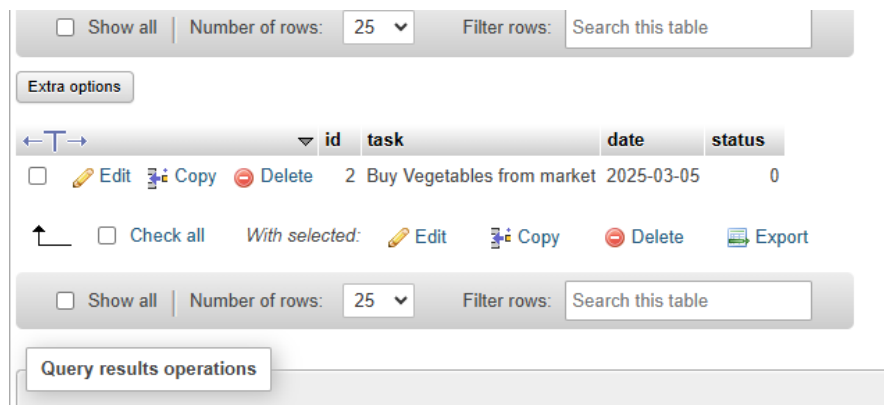 Show all Number of rows: 25 Filter rows: Search this table
Extra options
id task date status
Edit Copy Delete 2 Buy Vegetables from market 2025-03-05 0
Check all With selected: Edit Copy Delete Export
Show all Number of rows: 25 Filter rows: Search this table
Query results operations